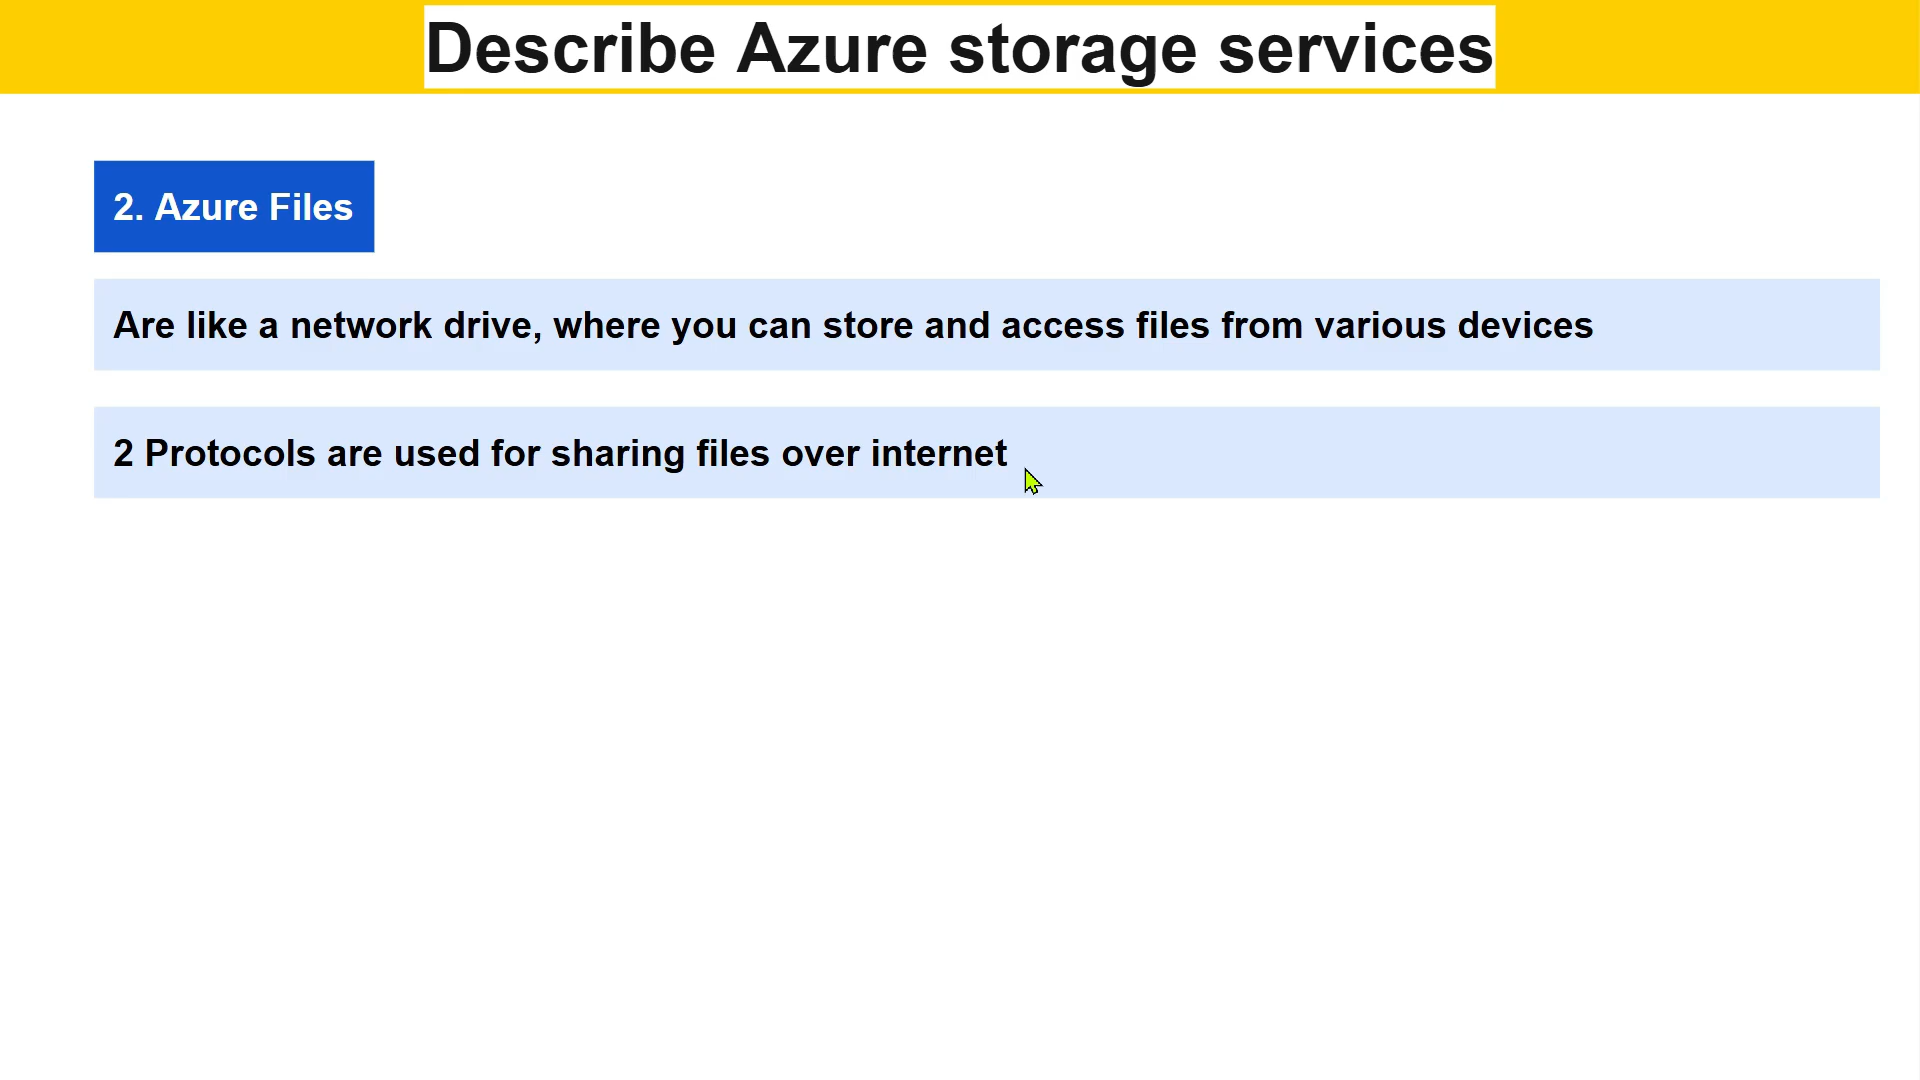 Describe Azure storage services
2. Azure Files
Are like a network drive, where you can store and access files from various devices
2 Protocols are used for sharing files over internet